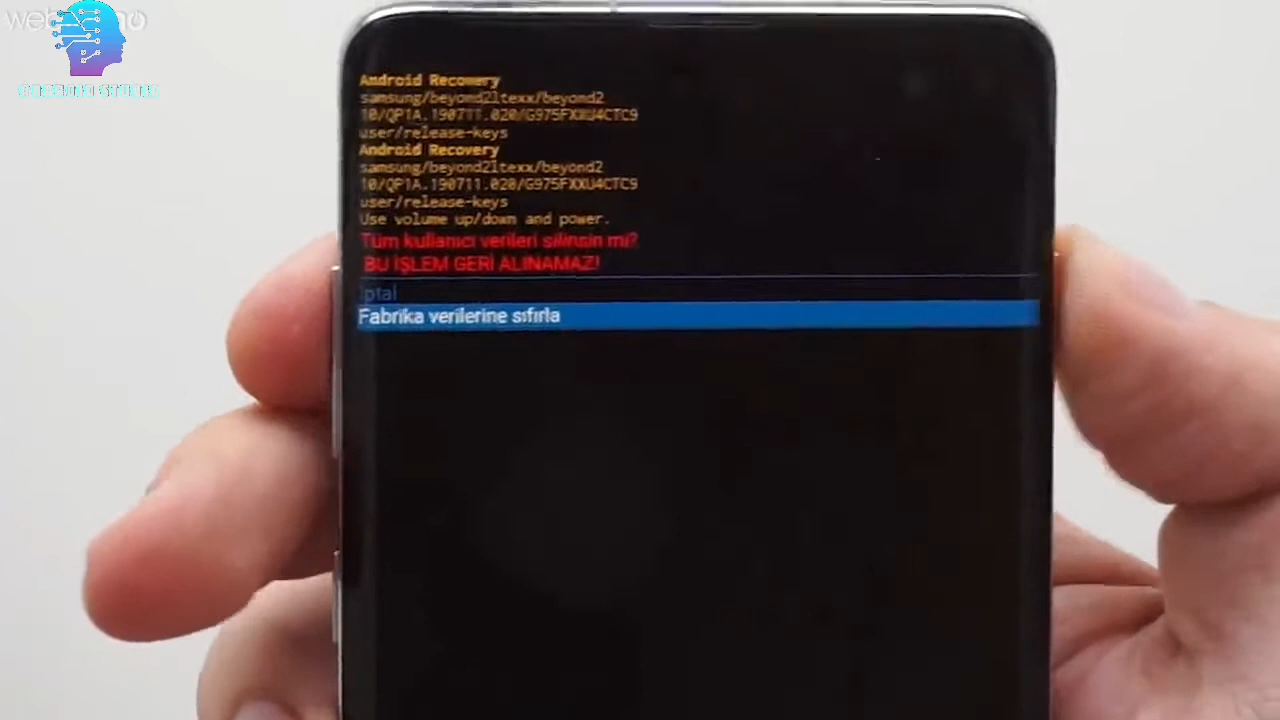 Android Recovery
samsung/beyond2ltexx/beyond2
10/QP1A.190711.020/G975FXXU4CTC9
user/release-keys
Android Recovery
samsung/beyond2ltexx/beyond2
10/QP1A.190711.020/G975FXXU4CTC9
user/release-keys
Use volume up/down and power.
Tüm kullanıcı verileri silinsin mi?
BU İŞLEM GERİ ALINAMAZ!
İptal
Fabrika verilerine sıfırla